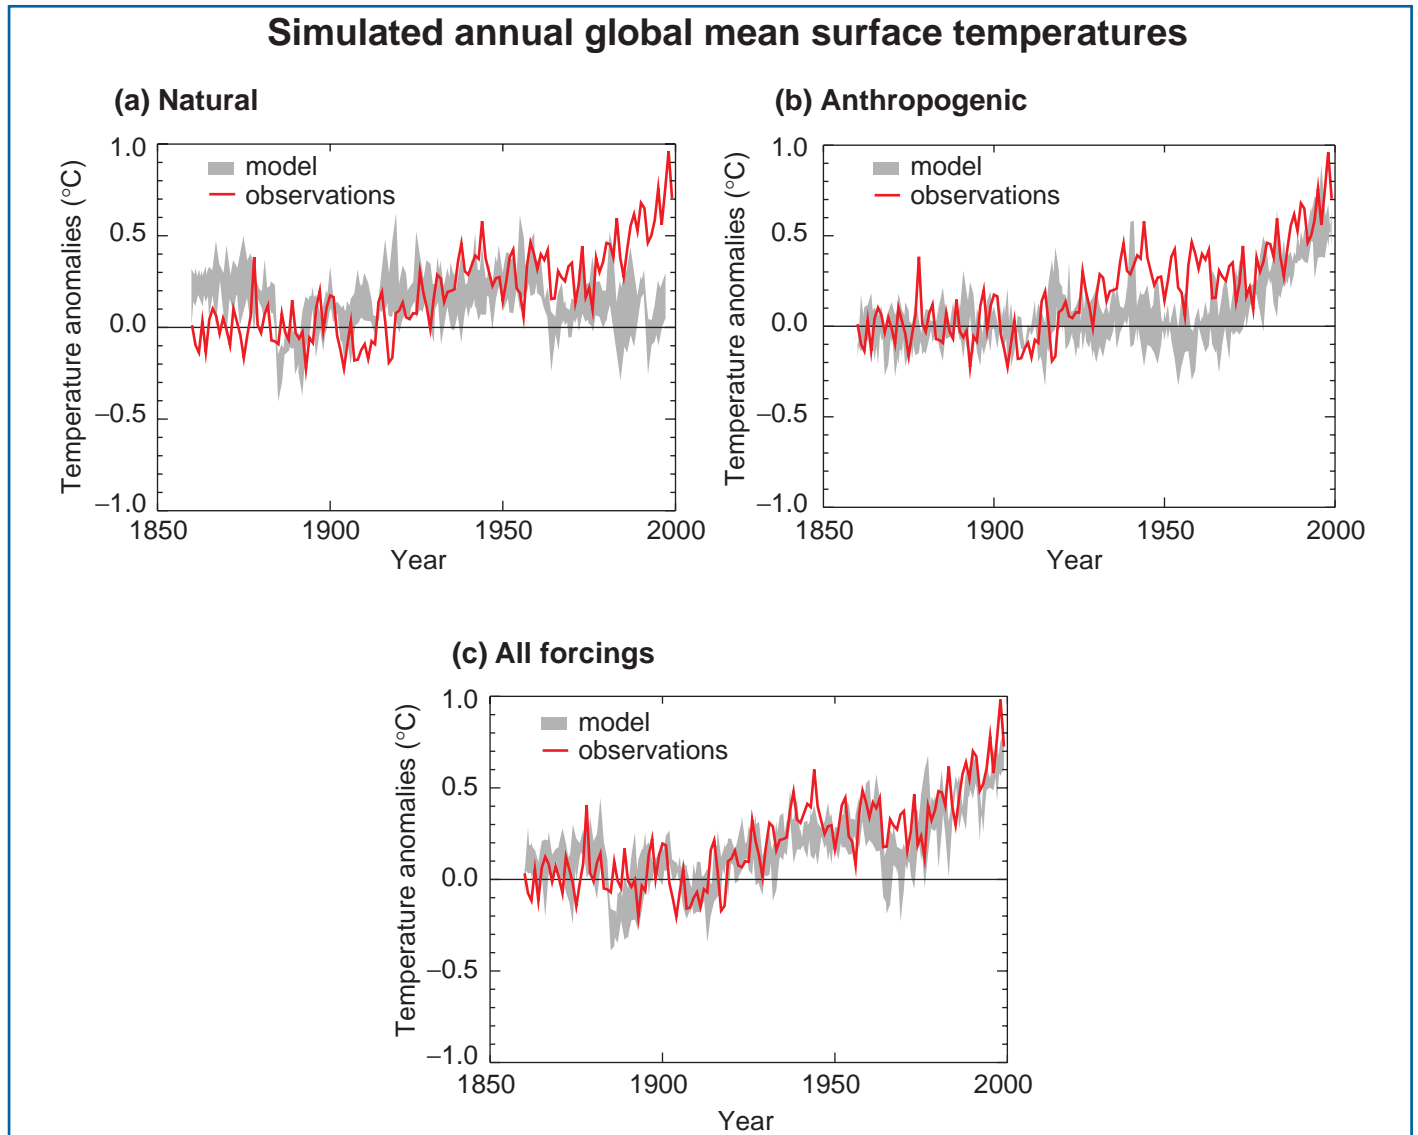 Simulated annual global mean surface temperatures
(a) Natural
1.0
0.5
0.0
−0.5
−1.0
Temperature anomalies (°C)
model
observations
1850
1900
1950
2000
Year
(b) Anthropogenic
1.0
0.5
0.0
−0.5
−1.0
Temperature anomalies (°C)
model
observations
1850
1900
1950
2000
Year
(c) All forcings
1.0
0.5
0.0
−0.5
−1.0
Temperature anomalies (°C)
model
observations
1850
1900
1950
2000
Year